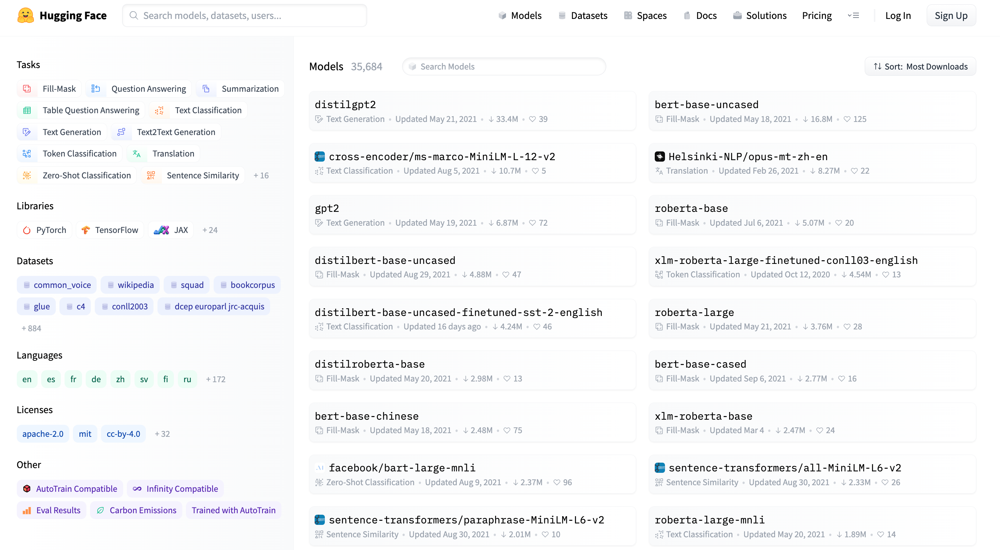 Hugging Face
Search models, datasets, users...
Models Datasets Spaces Docs Solutions Pricing Log In Sign Up
Tasks
Fill-Mask Question Answering Summarization
Table Question Answering Text Classification
Text Generation Text2Text Generation
Token Classification Translation
Zero-Shot Classification Sentence Similarity + 16
Libraries
PyTorch TensorFlow JAX + 24
Datasets
common_voice wikipedia squad bookcorpus
glue c4 conll2003 dcep europarl jrc-acquis
+ 884
Languages
en es fr de zh sv fi ru + 172
Licenses
apache-2.0 mit cc-by-4.0 + 32
Other
AutoTrain Compatible Infinity Compatible
Eval Results Carbon Emissions Trained with AutoTrain
Models 35,684 Search Models Sort: Most Downloads
distilgpt2
Text Generation • Updated May 21, 2021 • ↓ 33.4M • ♡ 39
bert-base-uncased
Fill-Mask • Updated May 18, 2021 • ↓ 16.8M • ♡ 125
cross-encoder/ms-marco-MiniLM-L-12-v2
Text Classification • Updated Aug 5, 2021 • ↓ 10.7M • ♡ 5
Helsinki-NLP/opus-mt-zh-en
Translation • Updated Feb 26, 2021 • ↓ 8.27M • ♡ 22
gpt2
Text Generation • Updated May 19, 2021 • ↓ 6.87M • ♡ 72
roberta-base
Fill-Mask • Updated Jul 6, 2021 • ↓ 5.07M • ♡ 20
distilbert-base-uncased
Fill-Mask • Updated Aug 29, 2021 • ↓ 4.88M • ♡ 47
xlm-roberta-large-finetuned-conll03-english
Token Classification • Updated Oct 12, 2020 • ↓ 4.54M • ♡ 13
distilbert-base-uncased-finetuned-sst-2-english
Text Classification • Updated 16 days ago • ↓ 4.24M • ♡ 46
roberta-large
Fill-Mask • Updated May 21, 2021 • ↓ 3.76M • ♡ 28
distilroberta-base
Fill-Mask • Updated May 20, 2021 • ↓ 2.98M • ♡ 13
bert-base-cased
Fill-Mask • Updated Sep 6, 2021 • ↓ 2.77M • ♡ 16
bert-base-chinese
Fill-Mask • Updated May 18, 2021 • ↓ 2.48M • ♡ 75
xlm-roberta-base
Fill-Mask • Updated Mar 4 • ↓ 2.47M • ♡ 24
facebook/bart-large-mnli
Zero-Shot Classification • Updated Aug 9, 2021 • ↓ 2.37M • ♡ 96
sentence-transformers/all-MiniLM-L6-v2
Sentence Similarity • Updated Aug 30, 2021 • ↓ 2.33M • ♡ 26
sentence-transformers/paraphrase-MiniLM-L6-v2
Sentence Similarity • Updated Aug 30, 2021 • ↓ 2.01M • ♡ 10
roberta-large-mnli
Text Classification • Updated May 20, 2021 • ↓ 1.89M • ♡ 14